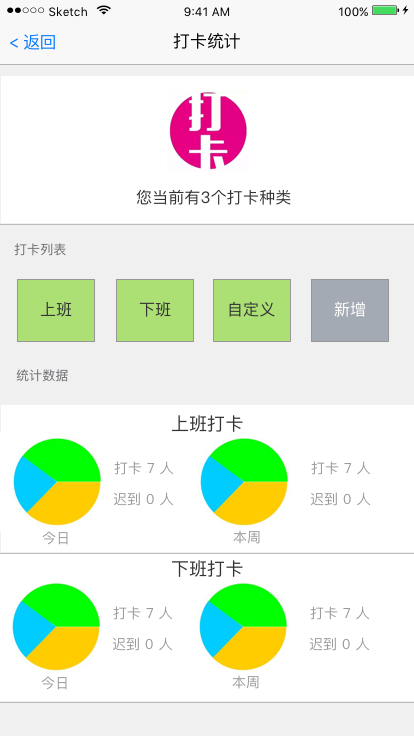 Sketch 9:41 AM 100%
< 返回 打卡统计
打
卡
您当前有3个打卡种类
打卡列表
上班 下班 自定义 新增
统计数据
上班打卡
打卡 7 人 打卡 7 人
迟到 0 人 迟到 0 人
今日 本周
下班打卡
打卡 7 人 打卡 7 人
迟到 0 人 迟到 0 人
今日 本周